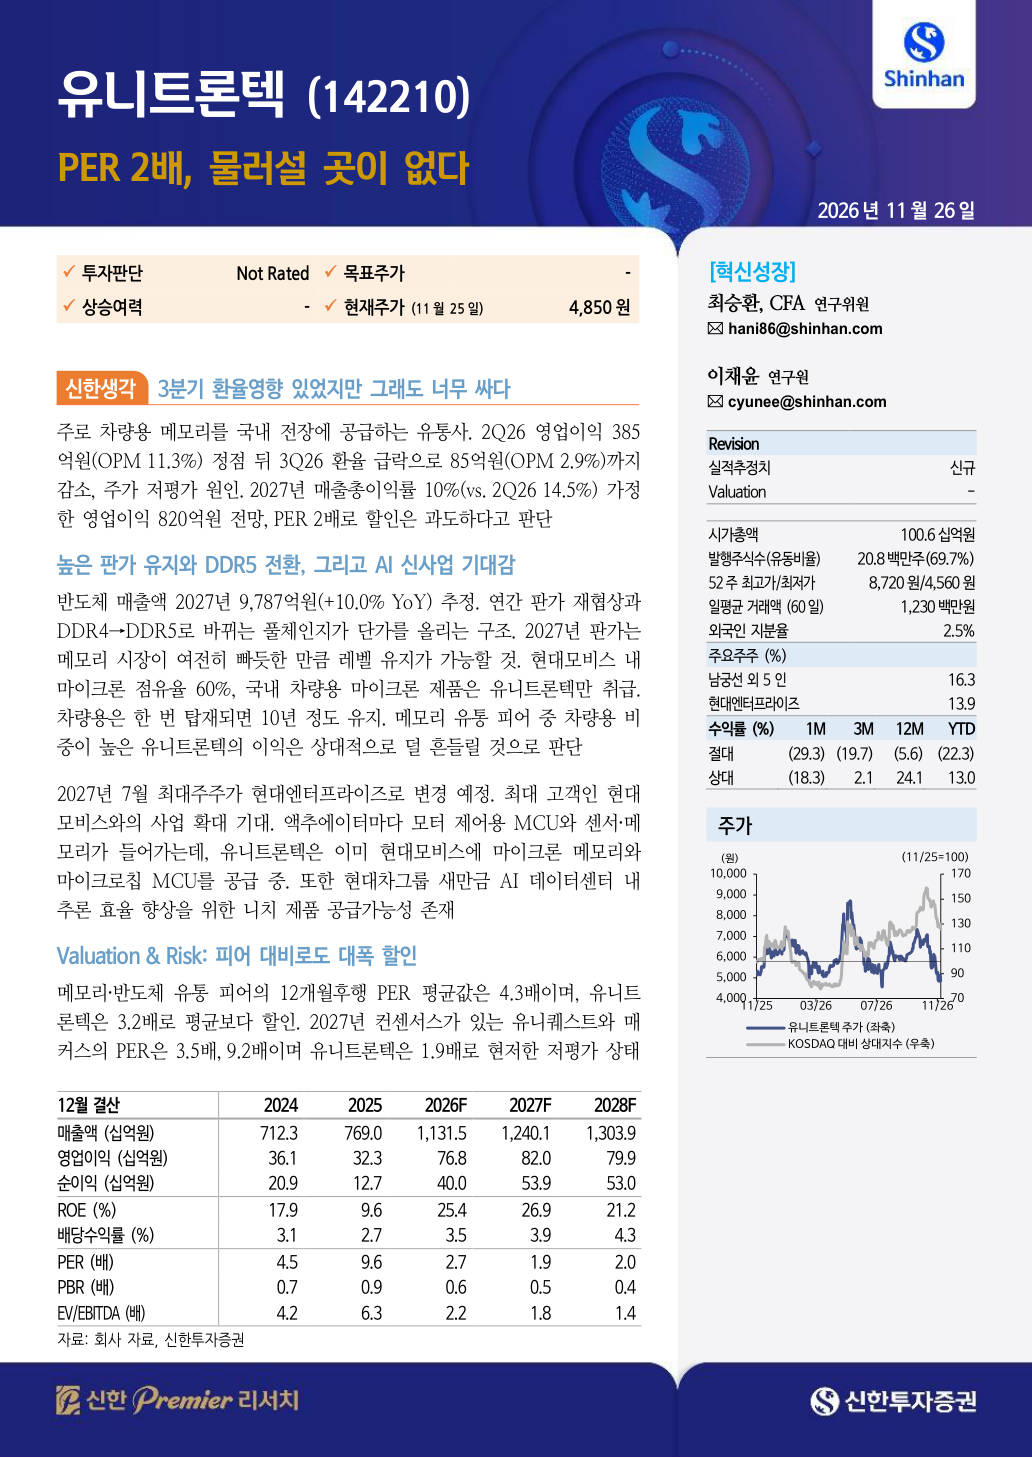 Shinhan
유니트론텍 (142210)
PER 2배, 물러설 곳이 없다
2026년 11월 26일
투자판단 Not Rated 목표주가 -
상승여력 - 현재주가 (11월 25일) 4,850원
신한생각 3분기 환율영향 있었지만 그래도 너무 싸다
주로 차량용 메모리를 국내 전장에 공급하는 유통사. 2Q26 영업이익 385
억원(OPM 11.3%) 정점 뒤 3Q26 환율 급락으로 85억원(OPM 2.9%)까지
감소, 주가 저평가 원인. 2027년 매출총이익률 10%(vs. 2Q26 14.5%) 가정
한 영업이익 820억원 전망, PER 2배로 할인은 과도하다고 판단
높은 판가 유지와 DDR5 전환, 그리고 AI 신사업 기대감
반도체 매출액 2027년 9,787억원(+10.0% YoY) 추정. 연간 판가 재협상과
DDR4→DDR5로 바뀌는 풀체인지가 단가를 올리는 구조. 2027년 판가는
메모리 시장이 여전히 빠듯한 만큼 레벨 유지가 가능할 것. 현대모비스 내
마이크론 점유율 60%, 국내 차량용 마이크론 제품은 유니트론텍만 취급.
차량용은 한 번 탑재되면 10년 정도 유지. 메모리 유통 피어 중 차량용 비
중이 높은 유니트론텍의 이익은 상대적으로 덜 흔들릴 것으로 판단
2027년 7월 최대주주가 현대엔터프라이즈로 변경 예정. 최대 고객인 현대
모비스와의 사업 확대 기대. 액추에이터마다 모터 제어용 MCU와 센서·메
모리가 들어가는데, 유니트론텍은 이미 현대모비스에 마이크론 메모리와
마이크로칩 MCU를 공급 중. 또한 현대차그룹 새만금 AI 데이터센터 내
추론 효율 향상을 위한 니치 제품 공급가능성 존재
Valuation & Risk: 피어 대비로도 대폭 할인
메모리·반도체 유통 피어의 12개월후행 PER 평균값은 4.3배이며, 유니트
론텍은 3.2배로 평균보다 할인. 2027년 컨센서스가 있는 유니퀘스트와 매
커스의 PER은 3.5배, 9.2배이며 유니트론텍은 1.9배로 현저한 저평가 상태
12월 결산 2024 2025 2026F 2027F 2028F
매출액 (십억원) 712.3 769.0 1,131.5 1,240.1 1,303.9
영업이익 (십억원) 36.1 32.3 76.8 82.0 79.9
순이익 (십억원) 20.9 12.7 40.0 53.9 53.0
ROE (%) 17.9 9.6 25.4 26.9 21.2
배당수익률 (%) 3.1 2.7 3.5 3.9 4.3
PER (배) 4.5 9.6 2.7 1.9 2.0
PBR (배) 0.7 0.9 0.6 0.5 0.4
EV/EBITDA (배) 4.2 6.3 2.2 1.8 1.4
자료: 회사 자료, 신한투자증권
[혁신성장]
최승환, CFA 연구위원
hani86@shinhan.com
이채윤 연구원
cyunee@shinhan.com
Revision
실적추정치 신규
Valuation -
시가총액 100.6 십억원
발행주식수(유동비율) 20.8 백만주(69.7%)
52주 최고가/최저가 8,720원/4,560원
일평균 거래액 (60일) 1,230 백만원
외국인 지분율 2.5%
주요주주 (%)
남궁선 외 5인 16.3
현대엔터프라이즈 13.9
수익률 (%) 1M 3M 12M YTD
절대 (29.3) (19.7) (5.6) (22.3)
상대 (18.3) 2.1 24.1 13.0
주가
(원) (11/25=100)
10,000 170
9,000 150
8,000 130
7,000 110
6,000 90
5,000 70
4,000
11/25 03/26 07/26 11/26
유니트론텍 주가 (좌축)
KOSDAQ 대비 상대지수 (우축)
신한 Premier 리서치
신한투자증권